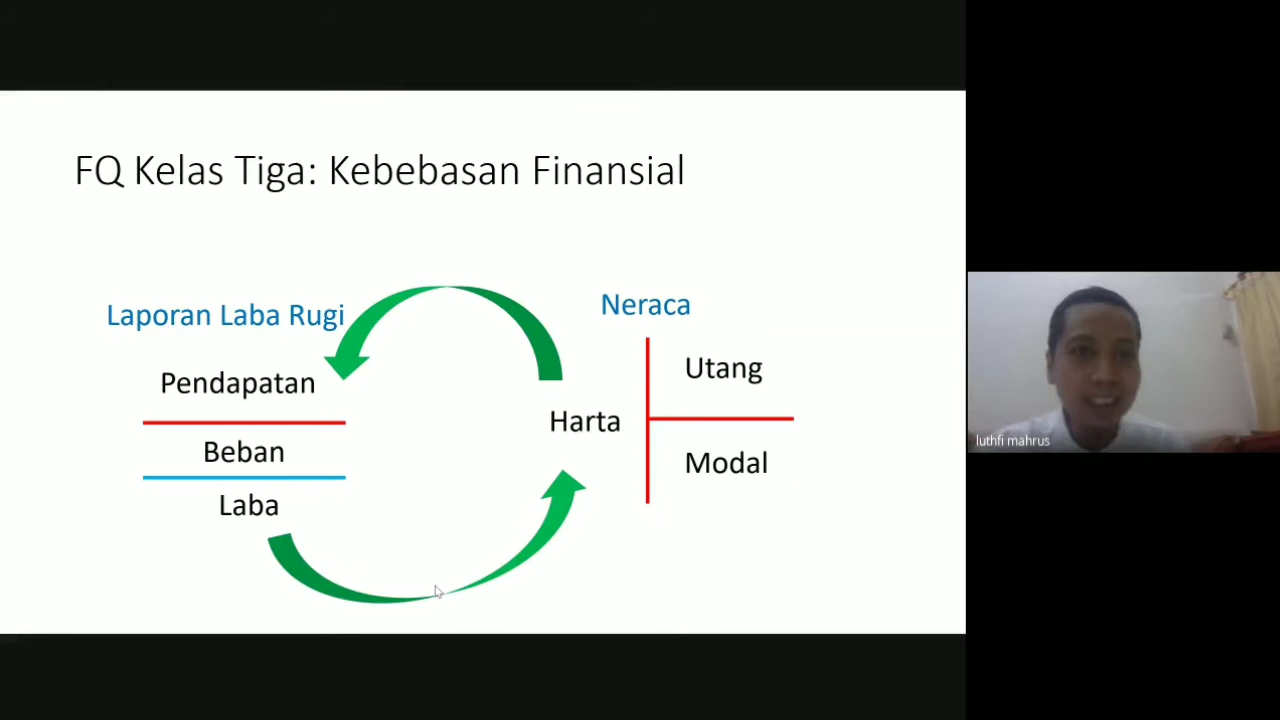 FQ Kelas Tiga: Kebebasan Finansial
Laporan Laba Rugi
Pendapatan
Beban
Laba
Neraca
Harta
Utang
Modal
luthfi mahrus